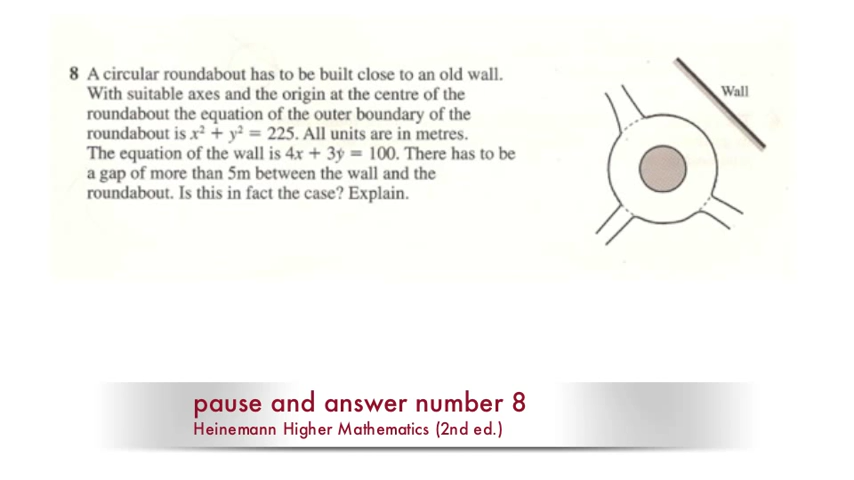 8 A circular roundabout has to be built close to an old wall.
With suitable axes and the origin at the centre of the
roundabout the equation of the outer boundary of the
roundabout is x² + y² = 225. All units are in metres.
The equation of the wall is 4x + 3y = 100. There has to be
a gap of more than 5m between the wall and the
roundabout. Is this in fact the case? Explain.
Wall
pause and answer number 8
Heinemann Higher Mathematics (2nd ed.)